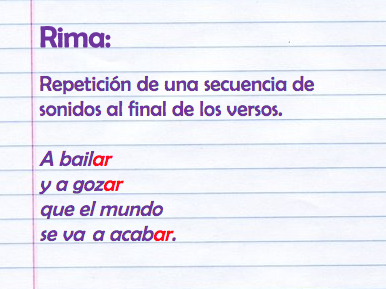 Rima:
Repetición de una secuencia de
sonidos al final de los versos.
A bailar
y a gozar
que el mundo
se va a acabar.